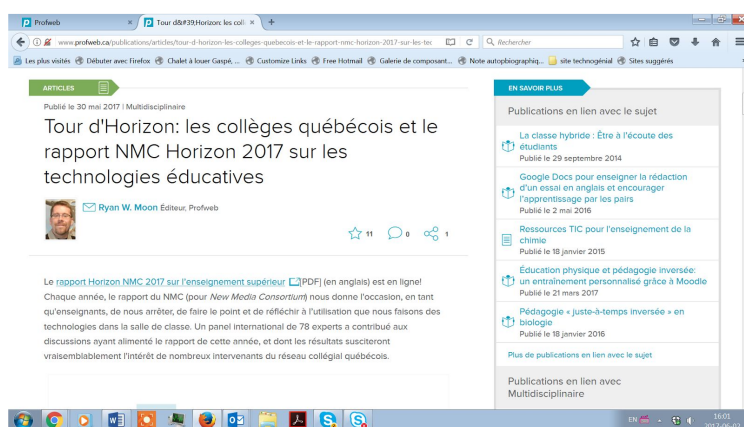 Profweb
Tour d&#39;Horizon: les coll
www.profweb.ca/publications/articles/tour-d-horizon-les-colleges-quebecois-et-le-rapport-nmc-horizon-2017-sur-les-tec
Rechercher
Les plus visités Débuter avec Firefox Chalet à louer Gaspé, ... Customize Links Free Hotmail Galerie de composant... Note autopbiographiq... site technogénial Sites suggérés
ARTICLES
Publié le 30 mai 2017 | Multidisciplinaire
Tour d'Horizon: les collèges québécois et le
rapport NMC Horizon 2017 sur les
technologies éducatives
Ryan W. Moon Éditeur, Profweb
11 0 1
Le rapport Horizon NMC 2017 sur l'enseignement supérieur [PDF] (en anglais) est en ligne!
Chaque année, le rapport du NMC (pour New Media Consortium) nous donne l'occasion, en tant
qu'enseignants, de nous arrêter, de faire le point et de réfléchir à l'utilisation que nous faisons des
technologies dans la salle de classe. Un panel international de 78 experts a contribué aux
discussions ayant alimenté le rapport de cette année, et dont les résultats susciteront
vraisemblablement l'intérêt de nombreux intervenants du réseau collégial québécois.
EN SAVOIR PLUS
Publications en lien avec le sujet
La classe hybride : Être à l'écoute des
étudiants
Publié le 29 septembre 2014
Google Docs pour enseigner la rédaction
d'un essai en anglais et encourager
l'apprentissage par les pairs
Publié le 2 mai 2016
Ressources TIC pour l'enseignement de la
chimie
Publié le 18 janvier 2015
Éducation physique et pédagogie inversée:
un entraînement personnalisé grâce à Moodle
Publié le 21 mars 2017
Pédagogie « juste-à-temps inversée » en
biologie
Publié le 18 janvier 2016
Plus de publications en lien avec le sujet
Publications en lien avec
Multidisciplinaire
EN
16:01
2017-06-02